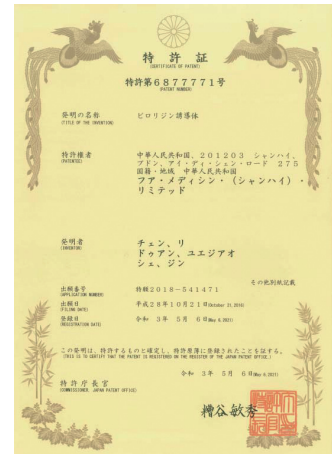 特許証
(CERTIFICATE OF PATENT)
特許第6877771号
(PATENT NUMBER)
発明の名称 ピロリジン誘導体
(TITLE OF THE INVENTION)
特許権者 中華人民共和国、201203 シャンハイ、
(PATENTEE) プドン、アイ・ディ・シェン・ロード 275
国籍・地域 中華人民共和国
フア・メディシン・(シャンハイ)・
リミテッド
発明者 チェン、リ
(INVENTOR) ドゥアン、ユエジアオ
シェ、ジン
その他別紙記載
出願番号 特願2018-541471
(APPLICATION NUMBER)
出願日 平成28年10月21日(October 21,2016)
(FILING DATE)
登録日 令和 3年 5月 6日(May 6,2021)
(REGISTRATION DATE)
この発明は、特許するものと確定し、特許原簿に登録されたことを証する。
(THIS IS TO CERTIFY THAT THE PATENT IS REGISTERED ON THE REGISTER OF THE JAPAN PATENT OFFICE.)
令和 3年 5月 6日(May 6,2021)
特許庁長官
(COMMISSIONER, JAPAN PATENT OFFICE)
糟谷敏秀